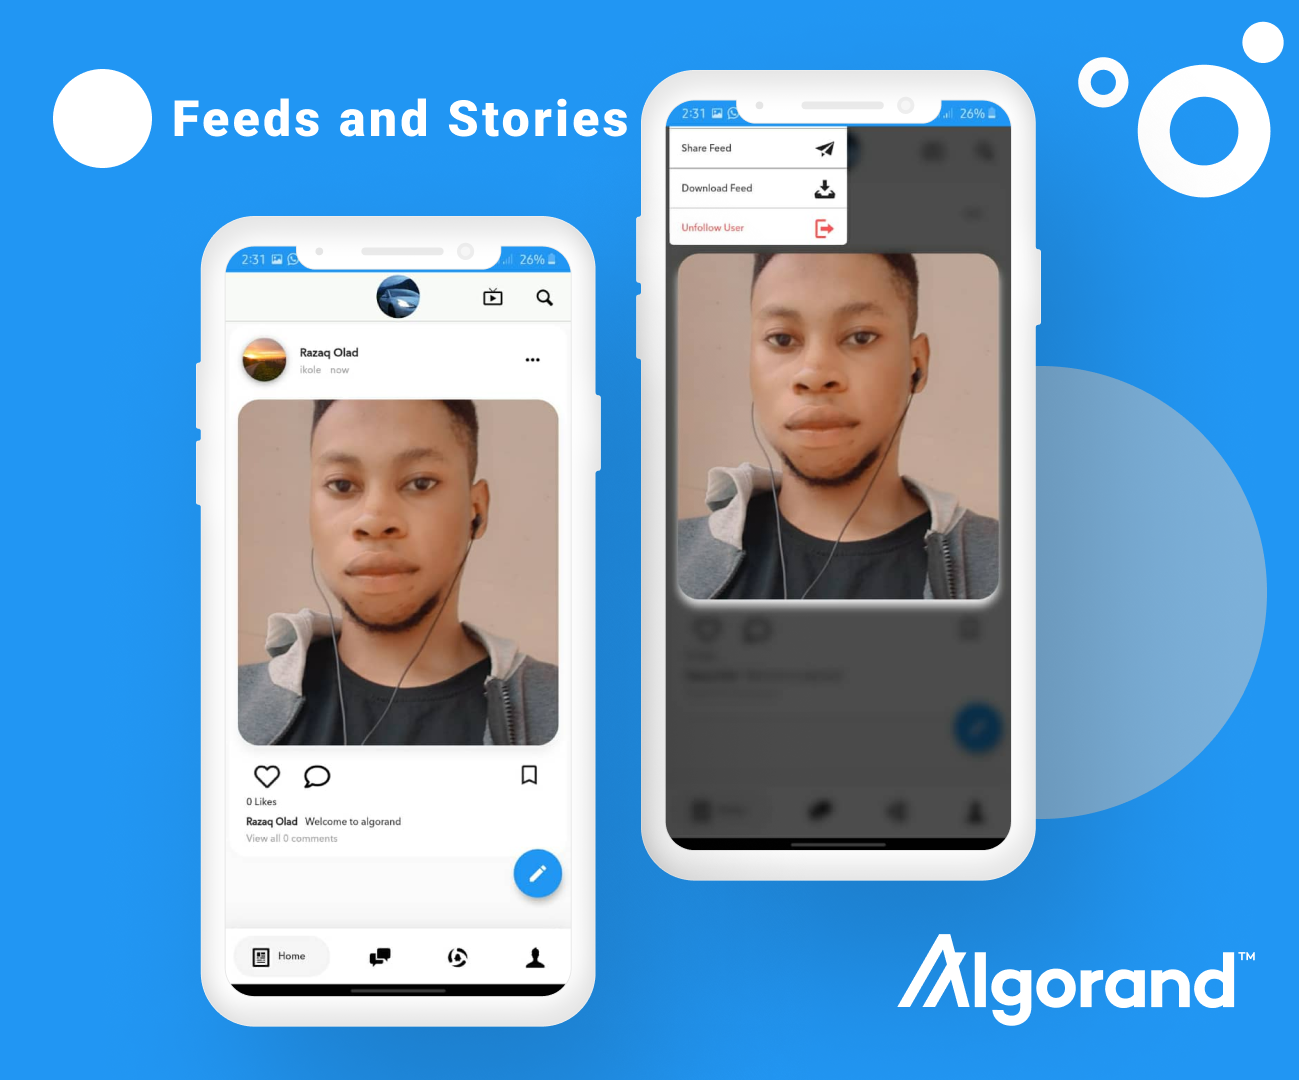 Feeds and Stories
2:31
26%
Razaq Olad
ikole now
0 Likes
Razaq Olad Welcome to algorand
View all 0 comments
Home
2:31
26%
Share Feed
Download Feed
Unfollow User
Algorand™